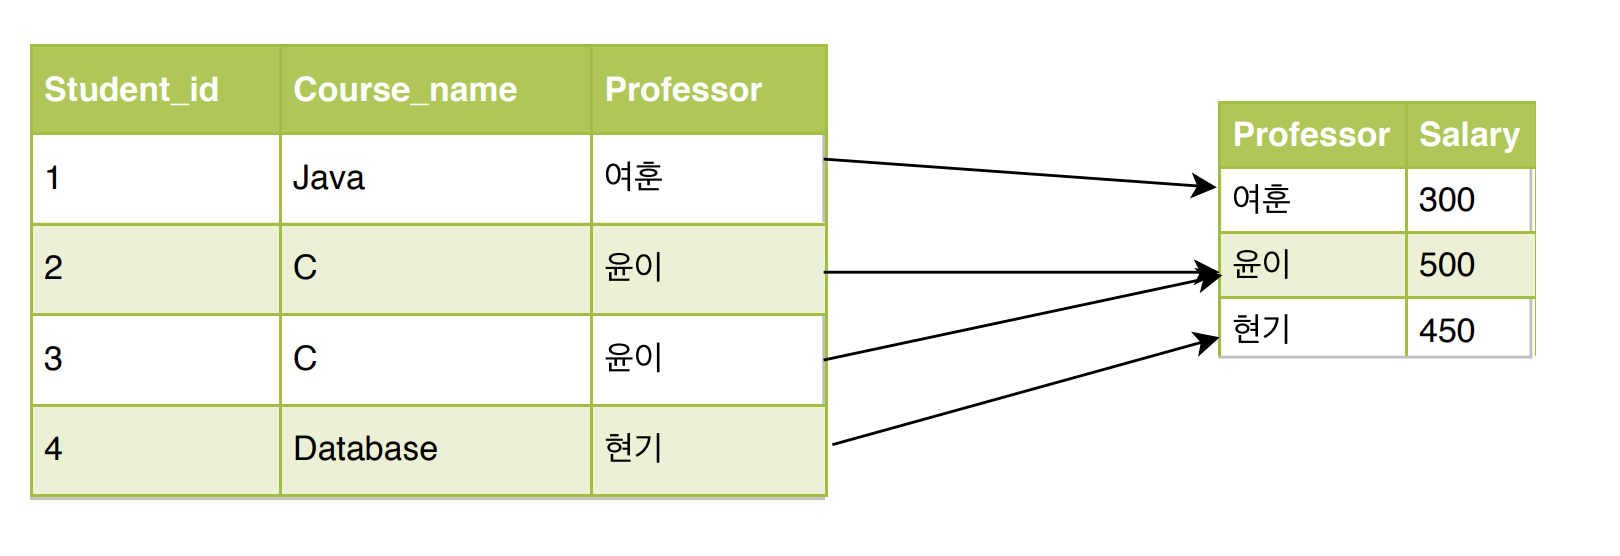 Student_id Course_name Professor
1 Java 여훈
2 C 윤이
3 C 윤이
4 Database 현기
Professor Salary
여훈 300
윤이 500
현기 450